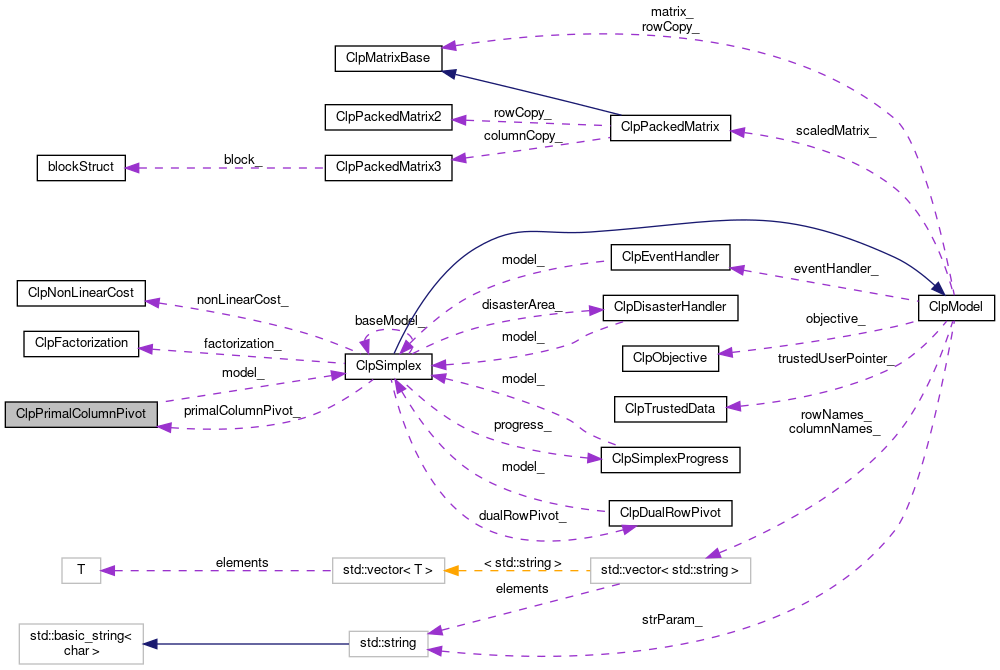 matrix_
rowCopy_
ClpMatrixBase
ClpPackedMatrix2
rowCopy_
ClpPackedMatrix
scaledMatrix_
columnCopy_
blockStruct
block_
ClpPackedMatrix3
ClpEventHandler
model_
eventHandler_
ClpNonLinearCost
nonLinearCost_
disasterArea_
ClpDisasterHandler
ClpModel
baseModel_
objective_
ClpFactorization
factorization_
model_
ClpObjective
ClpSimplex
trustedUserPointer_
model_
model_
ClpPrimalColumnPivot
primalColumnPivot_
ClpTrustedData
rowNames_
columnNames_
progress_
ClpSimplexProgress
model_
dualRowPivot_
ClpDualRowPivot
T
elements
std::vector< T >
< std::string >
std::vector< std::string >
elements
strParam_
std::basic_string<
char >
std::string